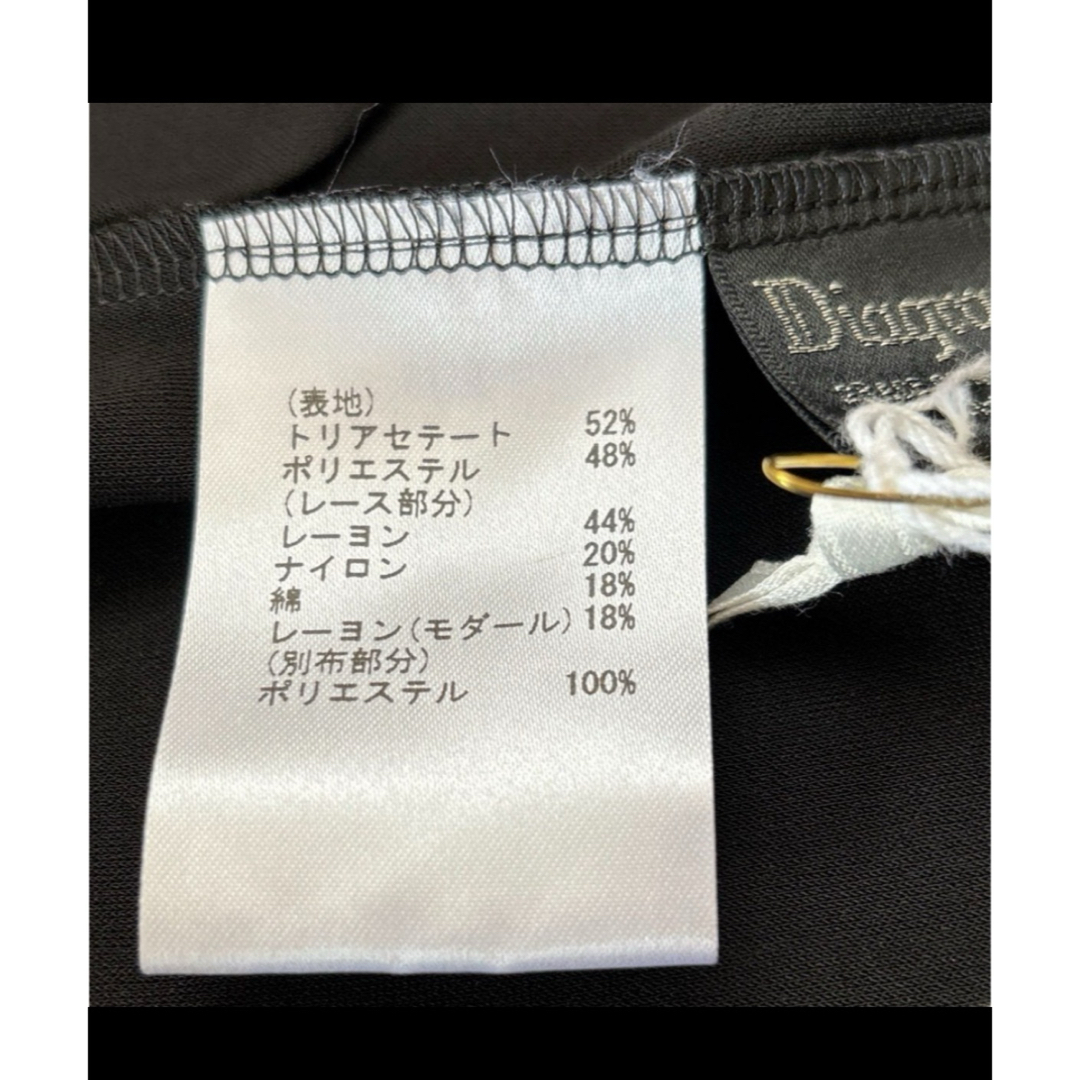 (表地)
トリアセテート 52%
ポリエステル 48%
(レース部分)
レーヨン 44%
ナイロン 20%
綿 18%
レーヨン(モダール) 18%
(別布部分)
ポリエステル 100%